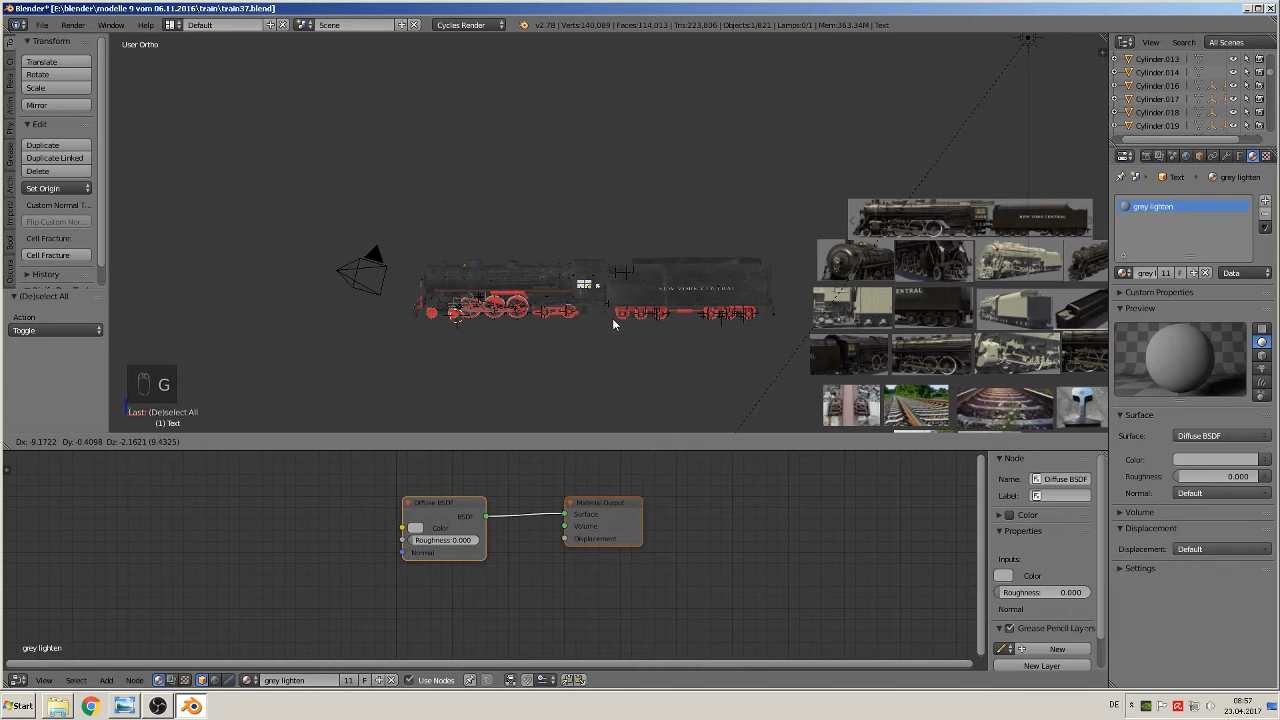 Blender* [E:\blender\modelle 9 vom 06.11.2016\train\train37.blend]
File Render Window Help Default Scene Cycles Render v2.78 | Verts:140,089 | Faces:114,013 | Tris:223,806 | Objects:1/821 | Lamps:0/1 | Mem:363.34M | Text
Transform
Translate
Rotate
Scale
Mirror
Edit
Duplicate
Duplicate Linked
Delete
Set Origin
Custom Normal T...
Flip Custom Nor...
Cell Fracture:
Cell Fracture
History
(De)select All
Action
Toggle
User Ortho
NEW YORK CENTRAL
NEW YORK CENTRAL
ENTRAL
G
Last: (De)select All
(1) Text
Dx: -9.1722 Dy: -0.4098 Dz: -2.1621 (9.4325)
View Search All Scenes
Cylinder.013
Cylinder.014
Cylinder.016
Cylinder.017
Cylinder.018
Cylinder.019
Text grey lighten
grey lighten
grey l 11 F Data
Custom Properties
Preview
Surface
Surface: Diffuse BSDF
Color:
Roughness: 0.000
Normal: Default
Volume
Displacement
Displacement: Default
Settings
Diffuse BSDF
BSDF
Color
Roughness:0.000
Normal
Material Output
Surface
Volume
Displacement
Node
Name: Diffuse BSDF
Label:
Color
Properties
Inputs:
Color
Roughness: 0.000
Normal
Grease Pencil Layers
New
New Layer
grey lighten
View Select Add Node grey lighten 11 F Use Nodes
Start
DE 08:57
23.04.2017